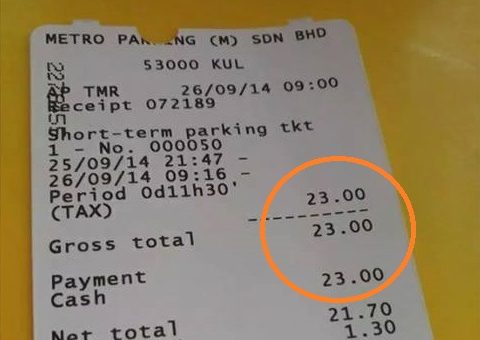 METRO PARKING (M) SDN BHD
53000 KUL
AP TMR 26/09/14 09:00
Receipt 072189
Short-term parking tkt
1 - No. 000050
25/09/14 21:47 -
26/09/14 09:16 -
Period 0d11h30'
(TAX) 23.00
Gross total 23.00
Payment
Cash 23.00
Net total 21.70
1.30